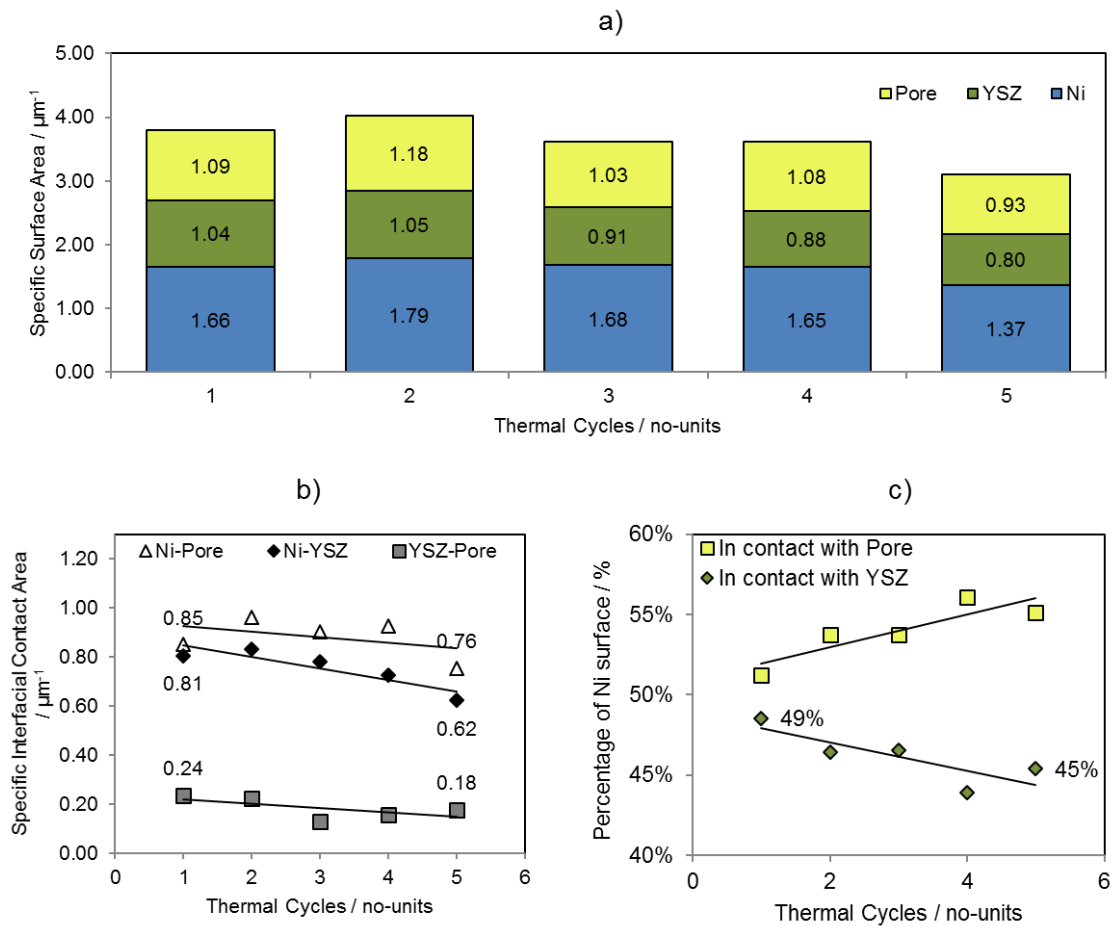 a)
5.00
4.00
3.00
2.00
1.00
0.00
Specific Surface Area / µm⁻¹
Pore YSZ Ni
1.09 1.18 1.03 1.08 0.93
1.04 1.05 0.91 0.88 0.80
1.66 1.79 1.68 1.65 1.37
1 2 3 4 5
Thermal Cycles / no-units
b)
Specific Interfacial Contact Area
/ µm⁻¹
1.20
1.00
0.80
0.60
0.40
0.20
0.00
Ni-Pore Ni-YSZ YSZ-Pore
0.85 0.76
0.81 0.62
0.24 0.18
0 1 2 3 4 5 6
Thermal Cycles / no-units
c)
Percentage of Ni surface / %
60%
55%
50%
45%
40%
In contact with Pore
In contact with YSZ
49%
45%
0 2 4 6
Thermal Cycles / no-units